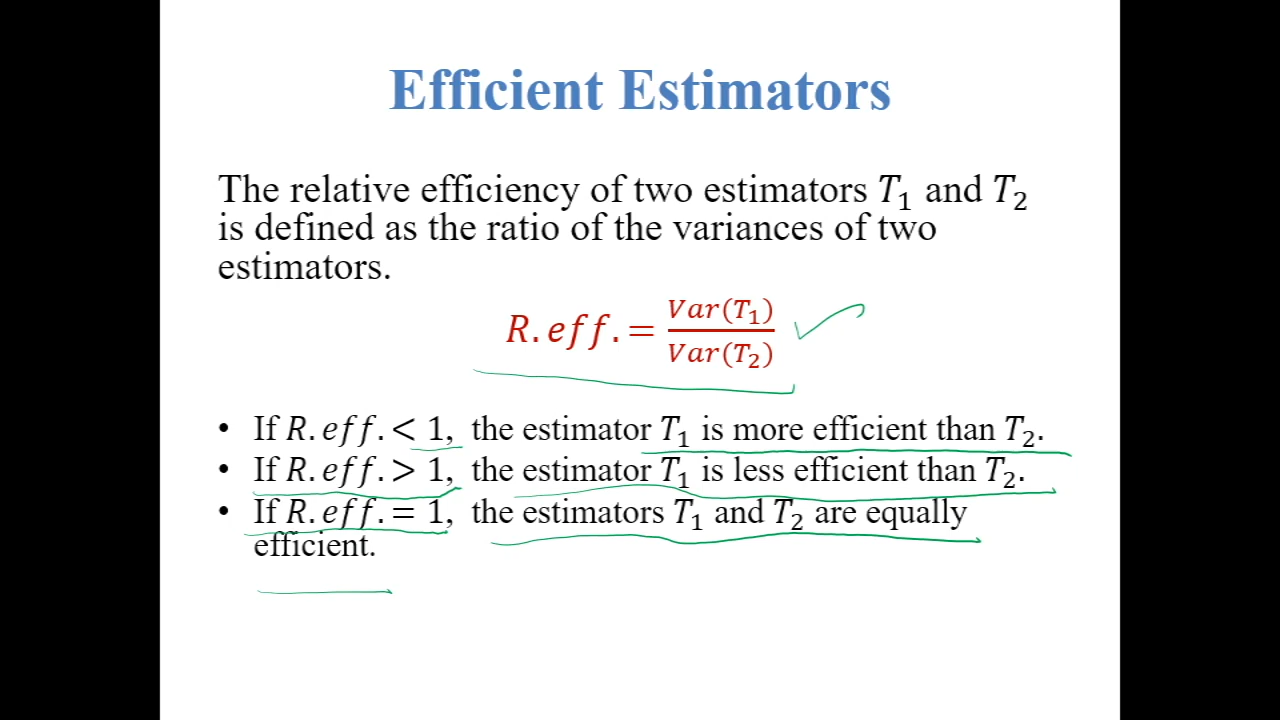 Efficient Estimators
The relative efficiency of two estimators T₁ and T₂
is defined as the ratio of the variances of two
estimators.
R.eff. = Var(T₁) / Var(T₂)
• If R.eff. < 1, the estimator T₁ is more efficient than T₂.
• If R.eff. > 1, the estimator T₁ is less efficient than T₂.
• If R.eff. = 1, the estimators T₁ and T₂ are equally
efficient.